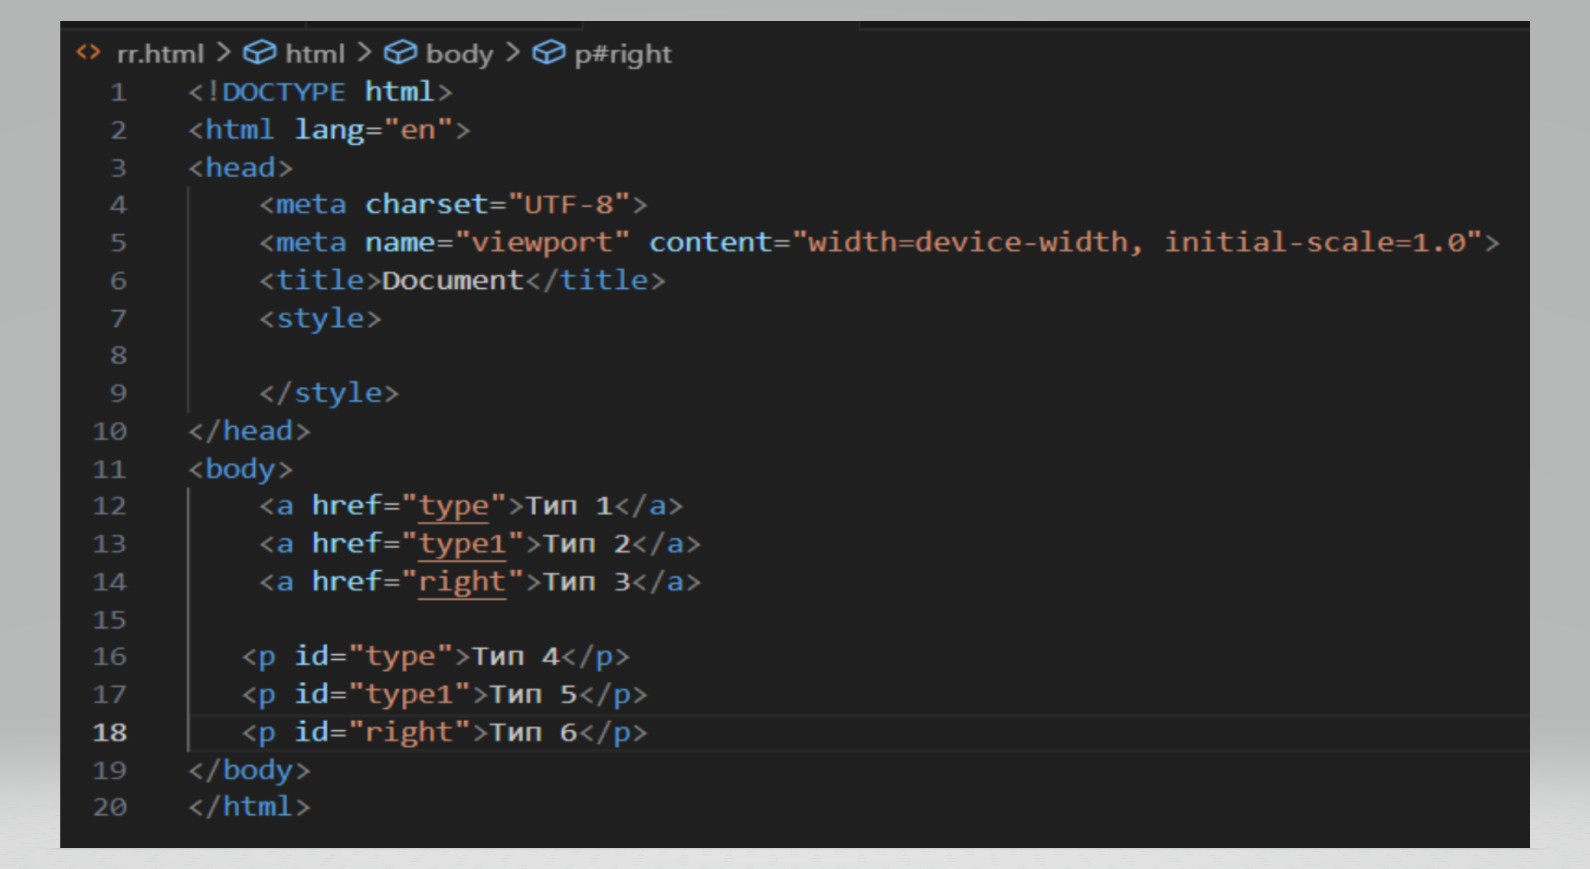 rr.html > html > body > p#right
1 <!DOCTYPE html>
2 <html lang="en">
3 <head>
4 <meta charset="UTF-8">
5 <meta name="viewport" content="width=device-width, initial-scale=1.0">
6 <title>Document</title>
7 <style>
8
9 </style>
10 </head>
11 <body>
12 <a href="type">Тип 1</a>
13 <a href="type1">Тип 2</a>
14 <a href="right">Тип 3</a>
15
16 <p id="type">Тип 4</p>
17 <p id="type1">Тип 5</p>
18 <p id="right">Тип 6</p>
19 </body>
20 </html>